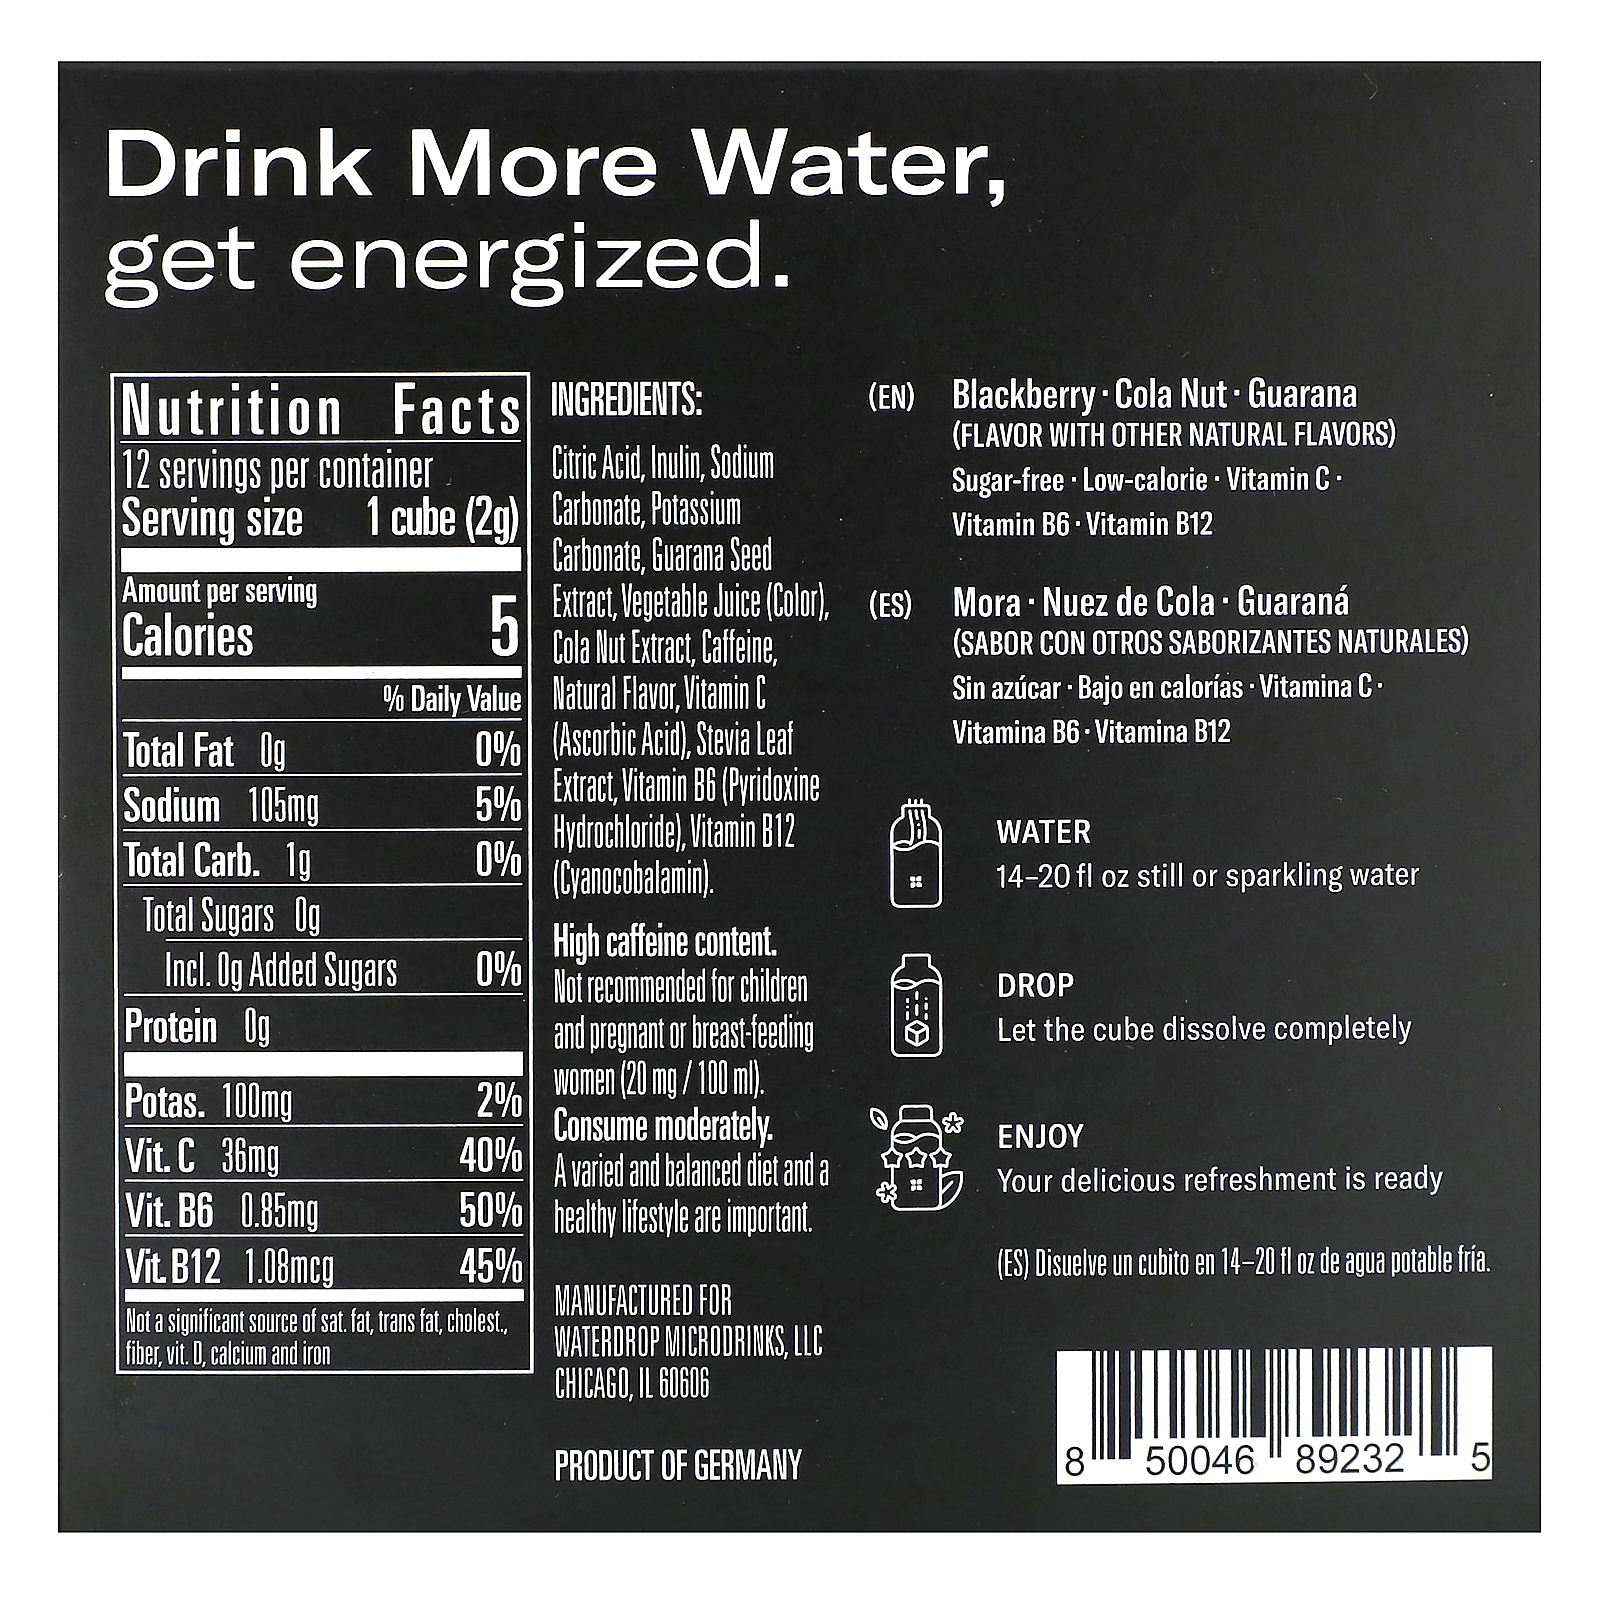 Drink More Water,
get energized.
Nutrition Facts
12 servings per container
Serving size 1 cube (2g)
Amount per serving
Calories 5
% Daily Value
Total Fat 0g 0%
Sodium 105mg 5%
Total Carb. 1g 0%
Total Sugars 0g
Incl. 0g Added Sugars 0%
Protein 0g
Potas. 100mg 2%
Vit. C 36mg 40%
Vit. B6 0.85mg 50%
Vit. B12 1.08mcg 45%
Not a significant source of sat. fat, trans fat, cholest.,
fiber, vit. D, calcium and iron
INGREDIENTS:
Citric Acid, Inulin, Sodium
Carbonate, Potassium
Carbonate, Guarana Seed
Extract, Vegetable Juice (Color),
Cola Nut Extract, Caffeine,
Natural Flavor, Vitamin C
(Ascorbic Acid), Stevia Leaf
Extract, Vitamin B6 (Pyridoxine
Hydrochloride), Vitamin B12
(Cyanocobalamin).
High caffeine content.
Not recommended for children
and pregnant or breast-feeding
women (20 mg / 100 ml).
Consume moderately.
A varied and balanced diet and a
healthy lifestyle are important.
MANUFACTURED FOR
WATERDROP MICRODRINKS, LLC
CHICAGO, IL 60606
PRODUCT OF GERMANY
(EN) Blackberry · Cola Nut · Guarana
(FLAVOR WITH OTHER NATURAL FLAVORS)
Sugar-free · Low-calorie · Vitamin C ·
Vitamin B6 · Vitamin B12
(ES) Mora · Nuez de Cola · Guaraná
(SABOR CON OTROS SABORIZANTES NATURALES)
Sin azúcar · Bajo en calorías · Vitamina C ·
Vitamina B6 · Vitamina B12
WATER
14–20 fl oz still or sparkling water
DROP
Let the cube dissolve completely
ENJOY
Your delicious refreshment is ready
(ES) Disuelve un cubito en 14–20 fl oz de agua potable fría.
8 50046 89232 5